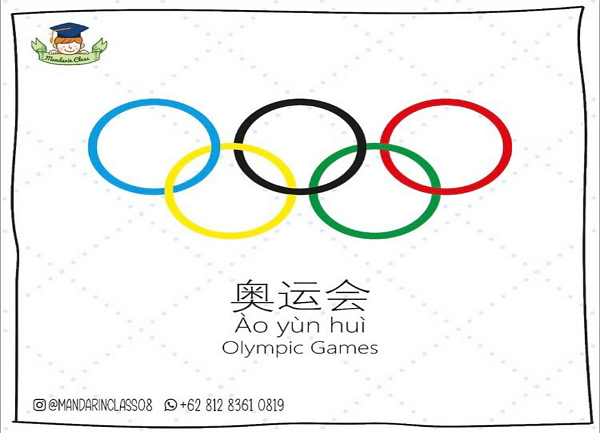 Mandarin Class
奥运会
Ào yùn huì
Olympic Games
@MANDARINCLASS08 +62 812 8361 0819